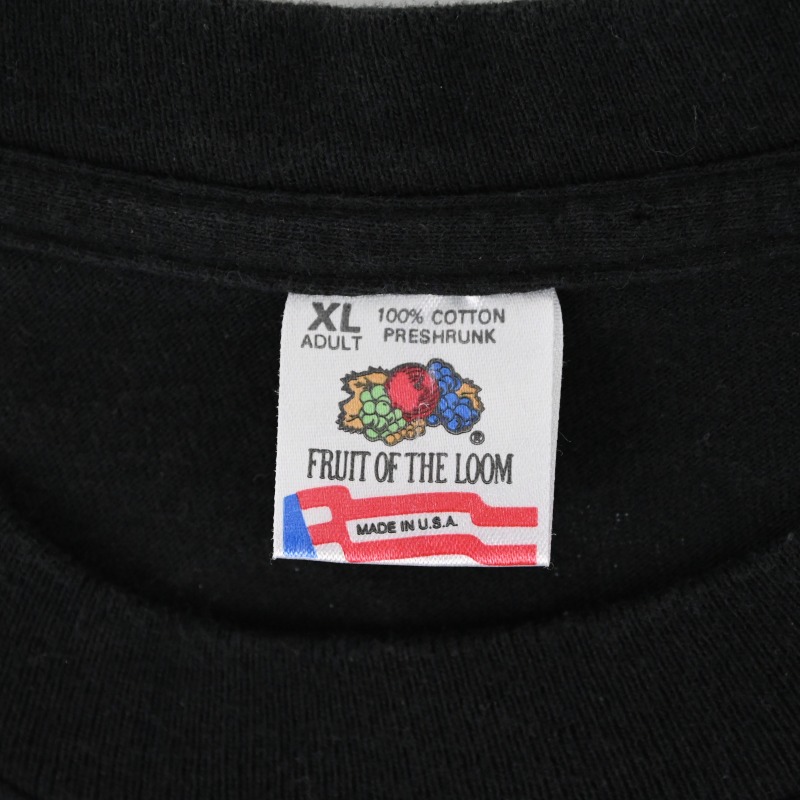 XL 100% COTTON
ADULT PRESHRUNK
®
FRUIT OF THE LOOM
MADE IN U.S.A.